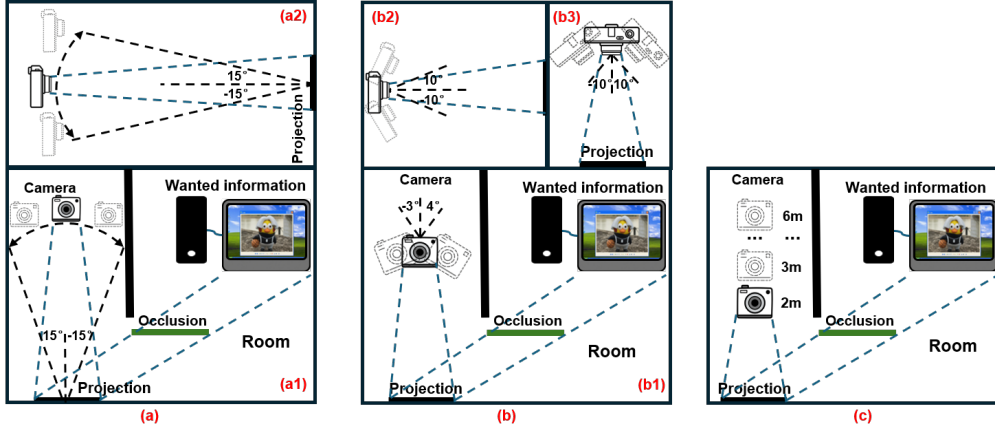 (a2)
15°
-15°
Projection
(b2)
10°
-10°
(b3)
-10° 10°
Projection
Camera
Wanted information
15° -15°
Occlusion
Room
Projection
(a1)
(a)
Camera
Wanted information
-3° 4°
Occlusion
Room
Projection
(b1)
(b)
Camera
Wanted information
6m
... ...
3m
2m
Occlusion
Room
Projection
(c)